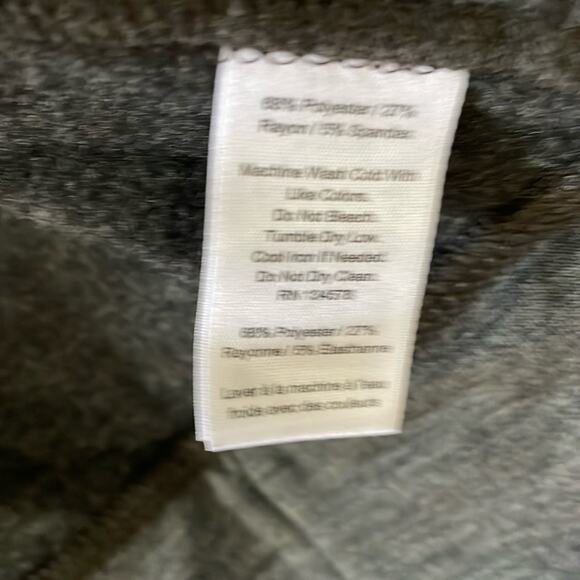 68% Polyester / 27%
Rayon / 5% Spandex
Machine Wash Cold With
Like Colors.
Do Not Bleach.
Tumble Dry Low.
Cool Iron If Needed.
Do Not Dry Clean.
RN
68% Polyester / 27%
Rayonne / 5% Elasthanne
Laver à la machine à l'eau
froide avec des couleurs